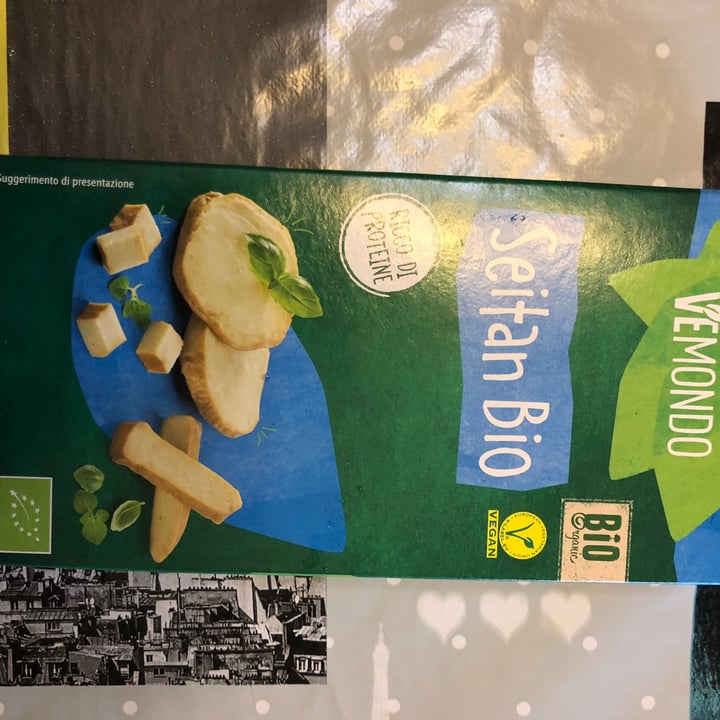 VEMONDO
Seitan Bio
BIO
Organic
VEGAN
RICCO DI
PROTEINE
Suggerimento di presentazione